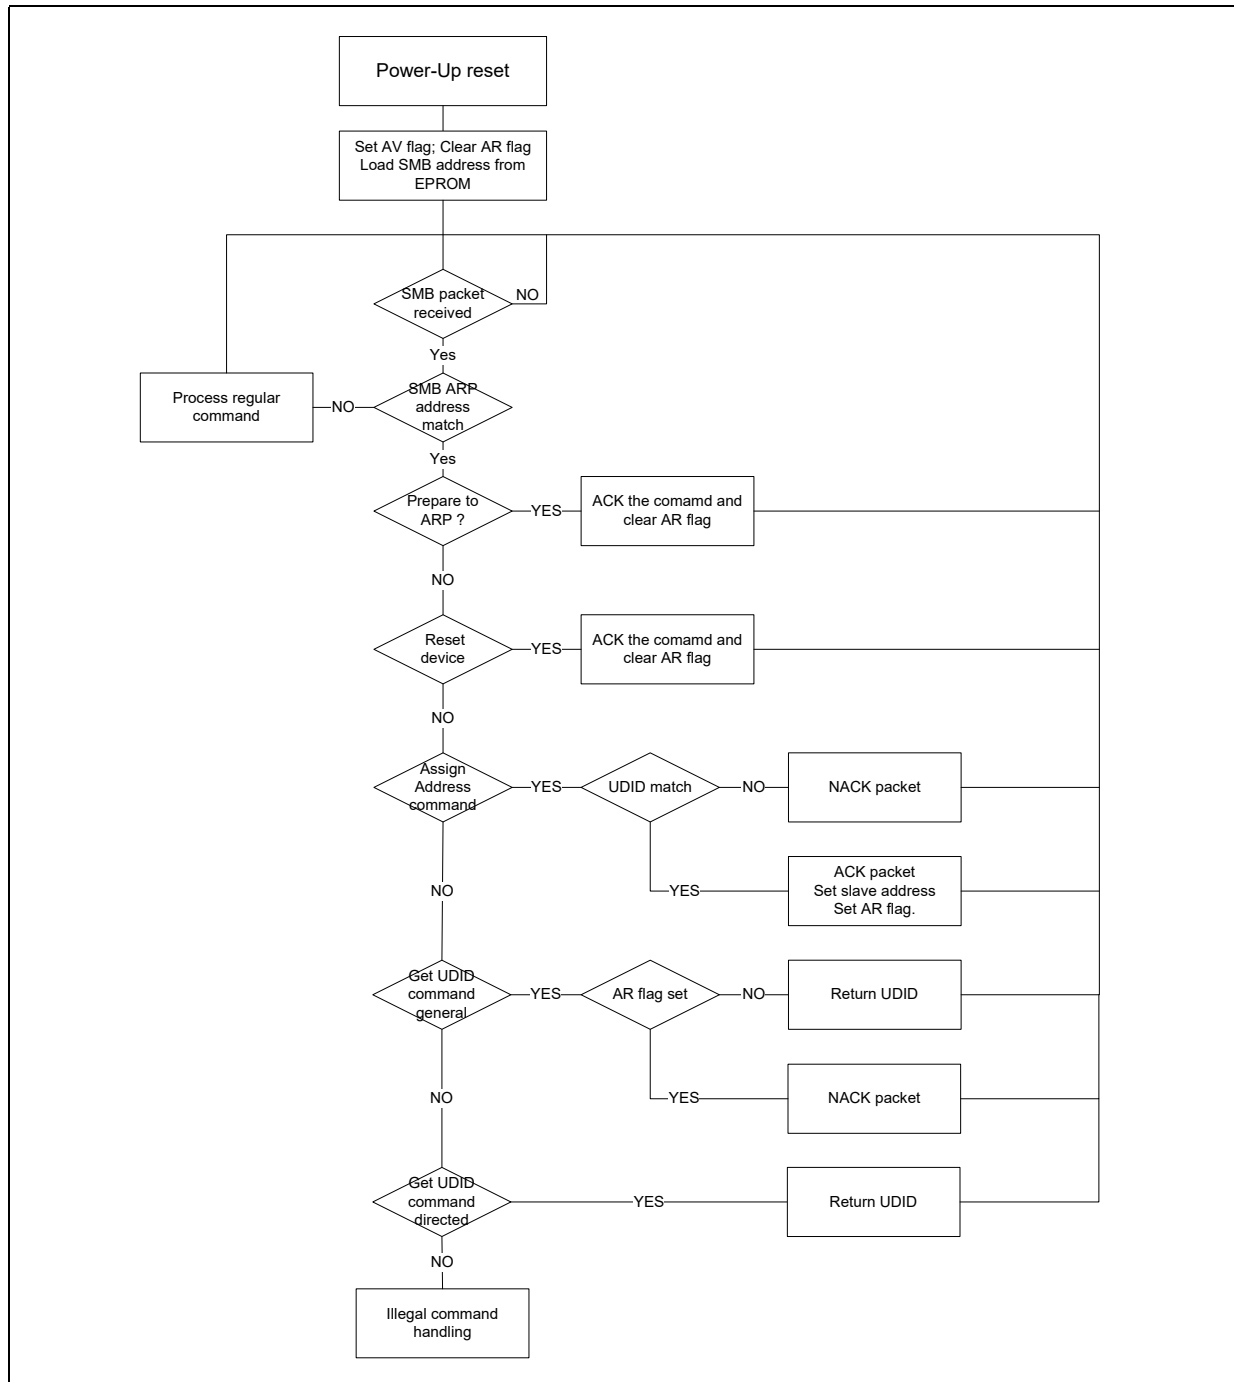 Power-Up reset
Set AV flag; Clear AR flag
Load SMB address from
EPROM
SMB packet
received
NO
Yes
SMB ARP
address
match
NO
Process regular
command
Yes
Prepare to
ARP ?
YES
ACK the comamd and
clear AR flag
NO
Reset
device
YES
ACK the comamd and
clear AR flag
NO
Assign
Address
command
YES
UDID match
NO
NACK packet
YES
ACK packet
Set slave address
Set AR flag.
NO
Get UDID
command
general
YES
AR flag set
NO
Return UDID
YES
NACK packet
NO
Get UDID
command
directed
YES
Return UDID
NO
Illegal command
handling